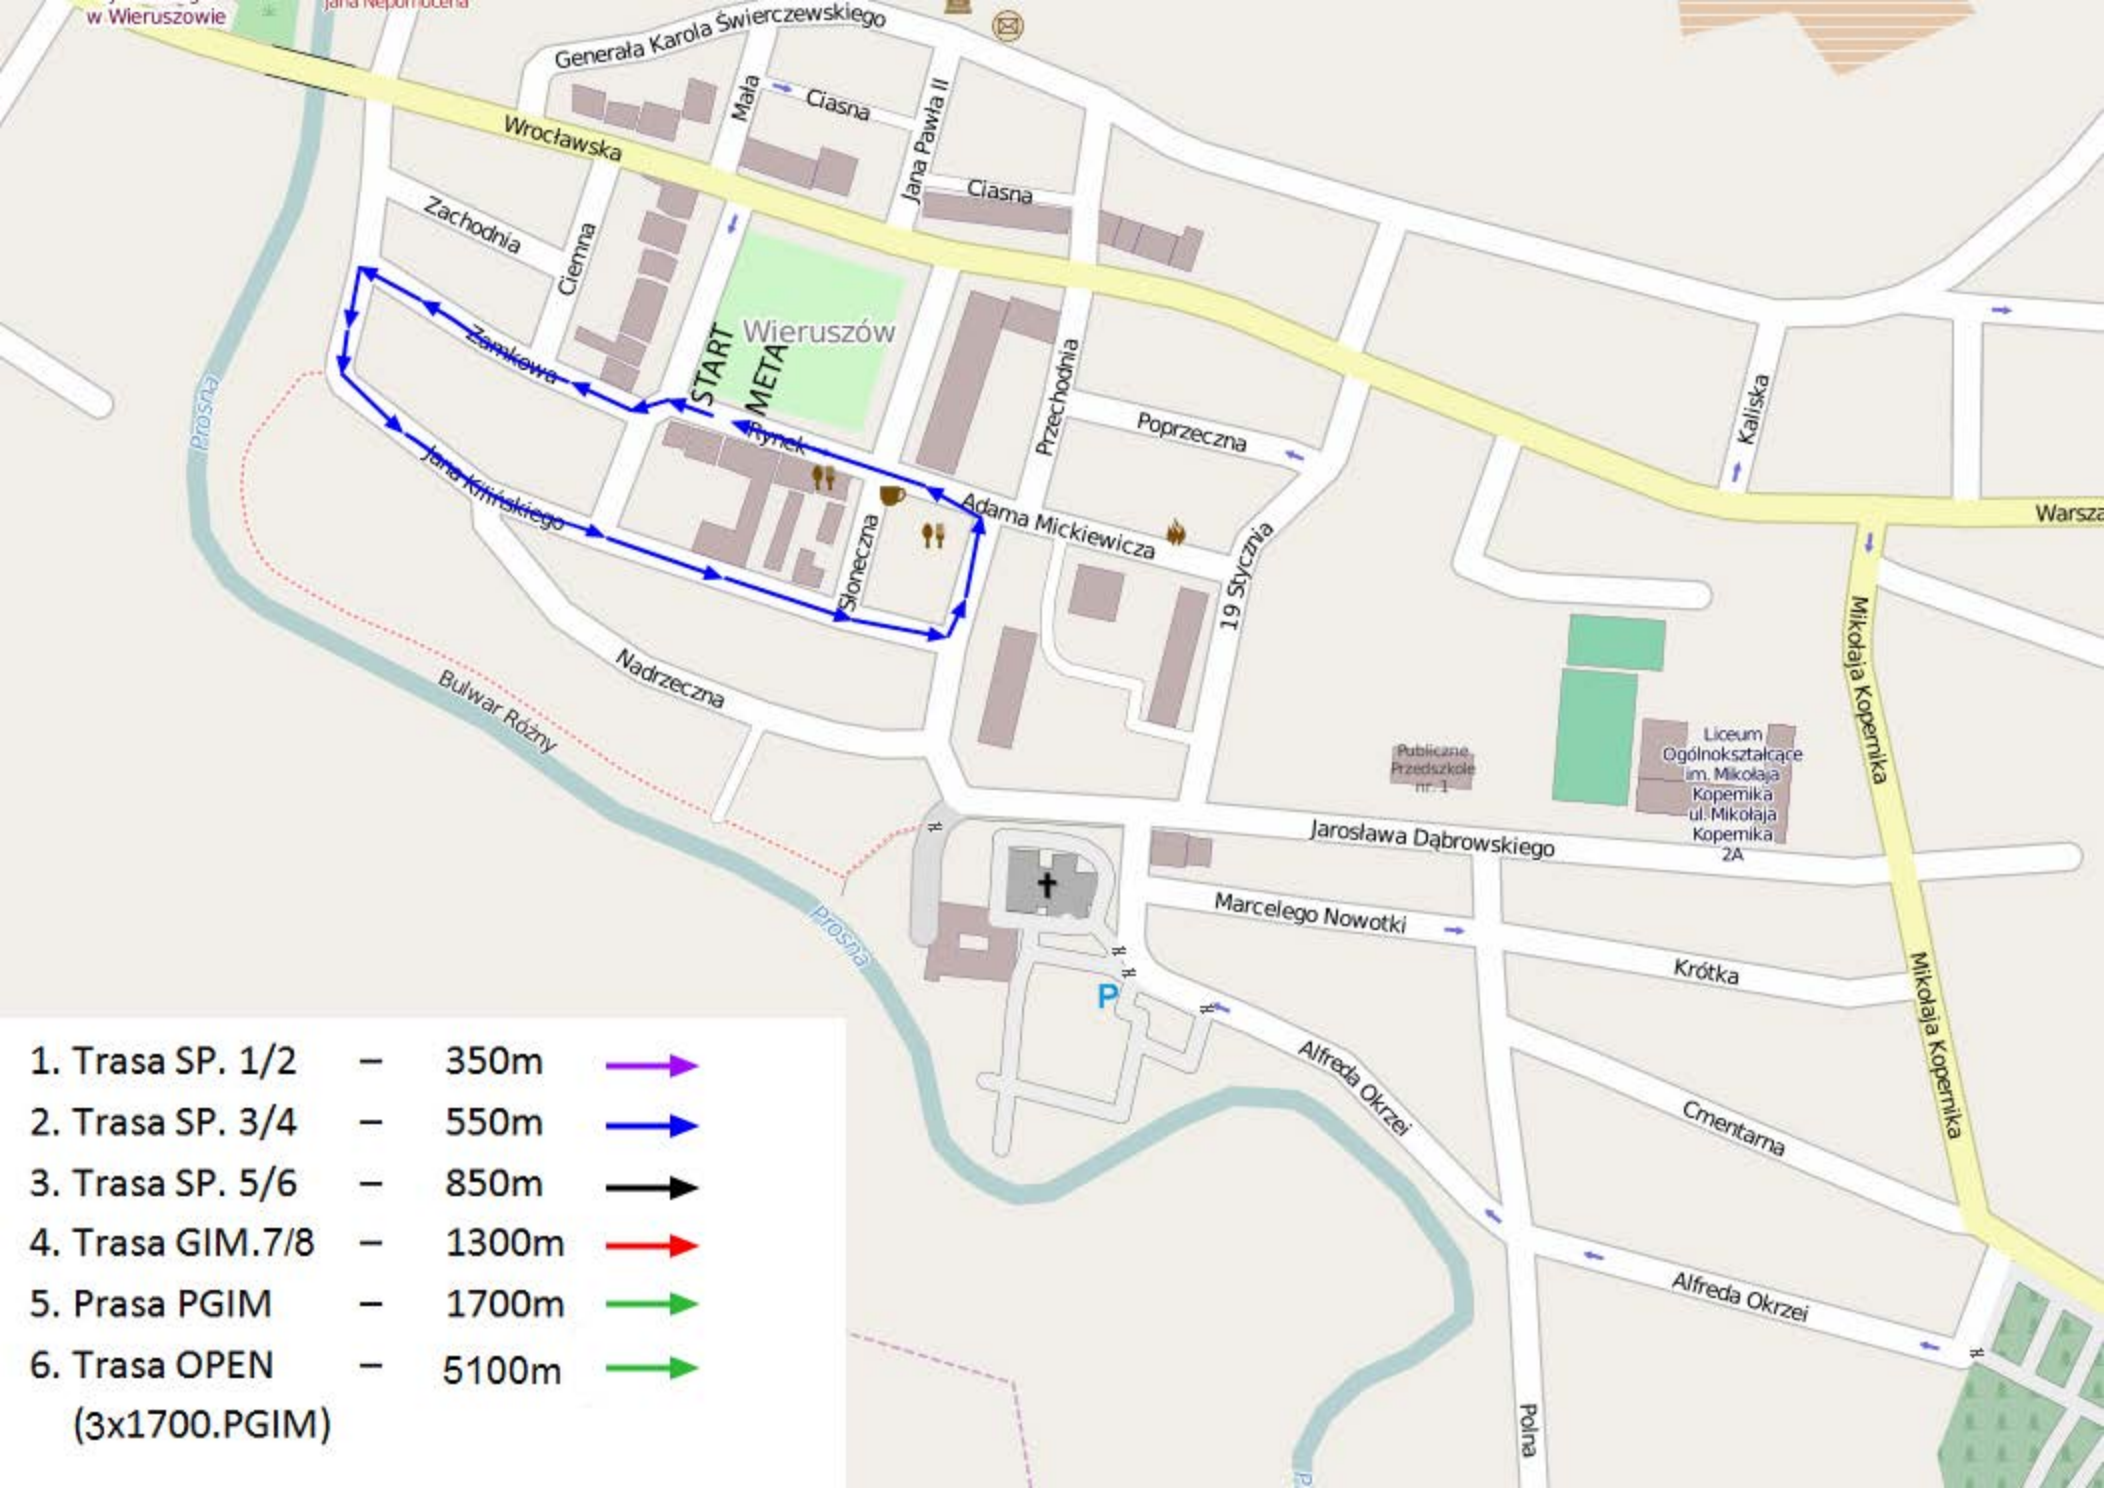 w Wieruszowie
Jana Nepomucena
Generała Karola Świerczewskiego
Mała
Ciasna
Jana Pawła II
Wrocławska
Ciasna
Zachodnia
Ciemna
Wieruszów
START
META
Zamkowa
Rynek
Przechodnia
Poprzeczna
Kaliska
Prosna
Jana Kilińskiego
Adama Mickiewicza
Słoneczna
19 Stycznia
Warsza
Mikołaja Kopernika
Nadrzeczna
Bulwar Różny
Publiczne
Przedszkole
nr. 1
Liceum
Ogólnokształcące
im. Mikołaja
Kopernika
ul. Mikołaja
Kopernika
2A
Jarosława Dąbrowskiego
Marcelego Nowotki
Krótka
Prosna
P
Mikołaja Kopernika
Alfreda Okrzei
Cmentarna
Alfreda Okrzei
Polna
P
1. Trasa SP. 1/2 – 350m
2. Trasa SP. 3/4 – 550m
3. Trasa SP. 5/6 – 850m
4. Trasa GIM.7/8 – 1300m
5. Prasa PGIM – 1700m
6. Trasa OPEN – 5100m
(3x1700.PGIM)